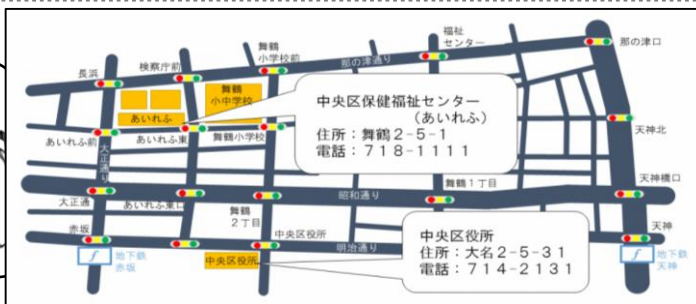 福祉
センター
那の津口
舞鶴
小学校前
検察庁前
長浜
那の津通り
舞鶴
小中学校
あいれふ
あいれふ前
あいれふ東
舞鶴小学校
中央区保健福祉センター
（あいれふ）
住所：舞鶴２-５-１
電話：７１８-１１１１
天神北
大正通り
天神橋口
舞鶴１丁目
昭和通り
大正通
あいれふ東口
舞鶴
２丁目
赤坂
中央区役所
明治通り
天神
地下鉄
赤坂
中央区役所
中央区役所
住所：大名２-５-３１
電話：７１４-２１３１
地下鉄
天神